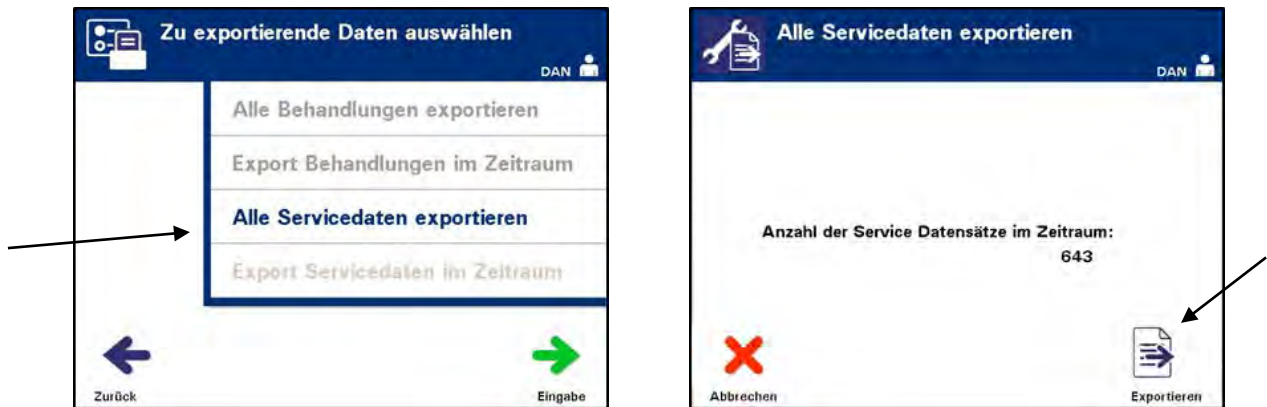 Zu exportierende Daten auswählen
DAN
Alle Behandlungen exportieren
Export Behandlungen im Zeitraum
Alle Servicedaten exportieren
Export Servicedaten im Zeitraum
Zurück
Eingabe
Alle Servicedaten exportieren
DAN
Anzahl der Service Datensätze im Zeitraum:
643
Abbrechen
Exportieren